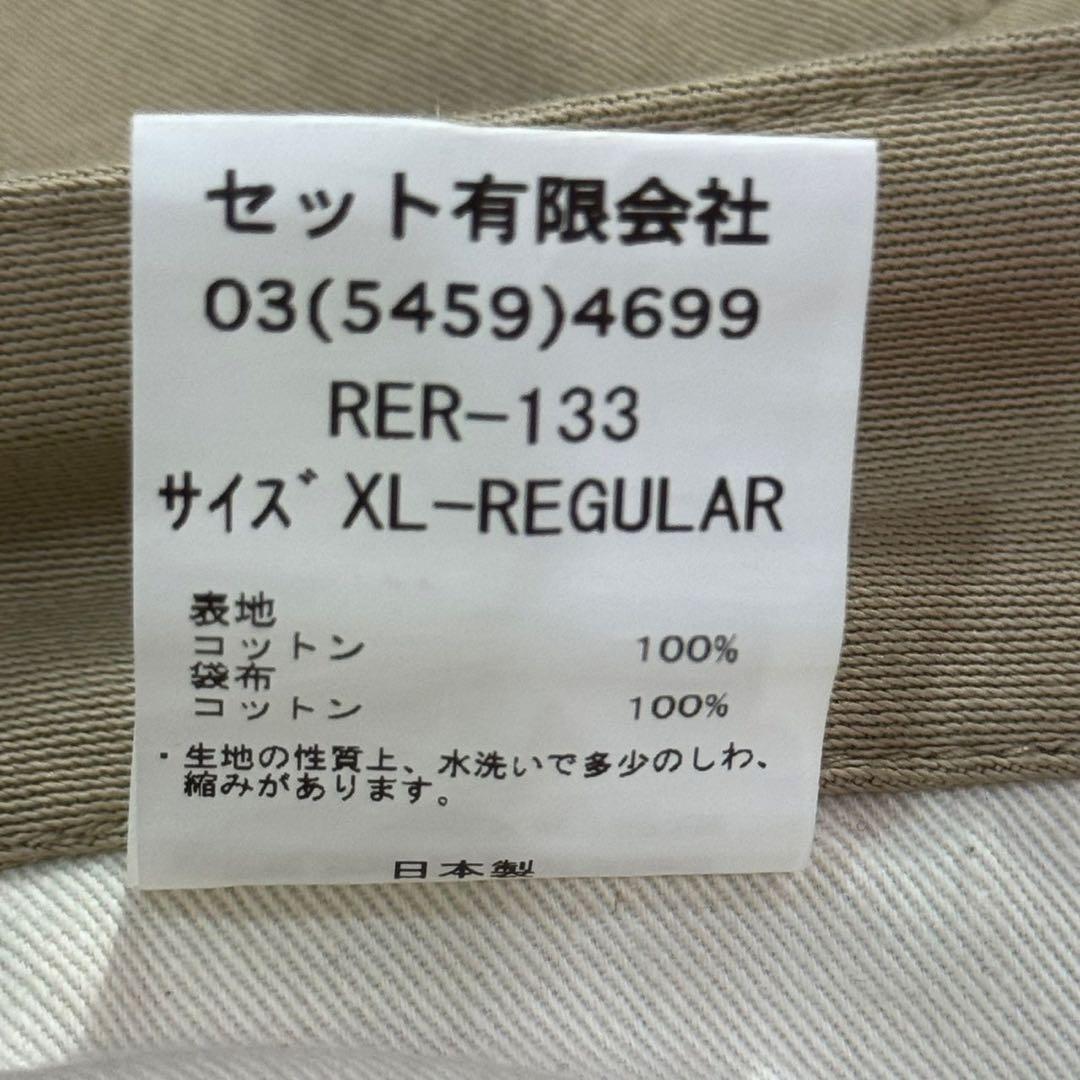 セット有限会社
03(5459)4699
RER-133
サイズ XL-REGULAR
表地
コットン 100%
袋布
コットン 100%
・生地の性質上、水洗いで多少のしわ、
縮みがあります。
日本製